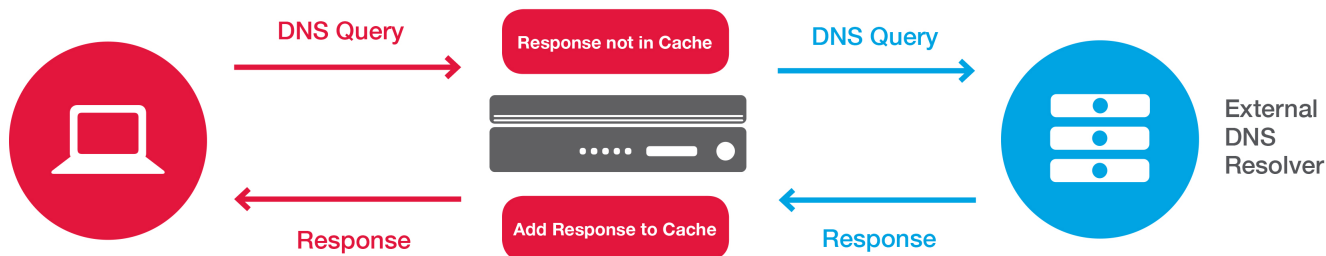 DNS Query
Response not in Cache
DNS Query
External
DNS
Resolver
Response
Add Response to Cache
Response